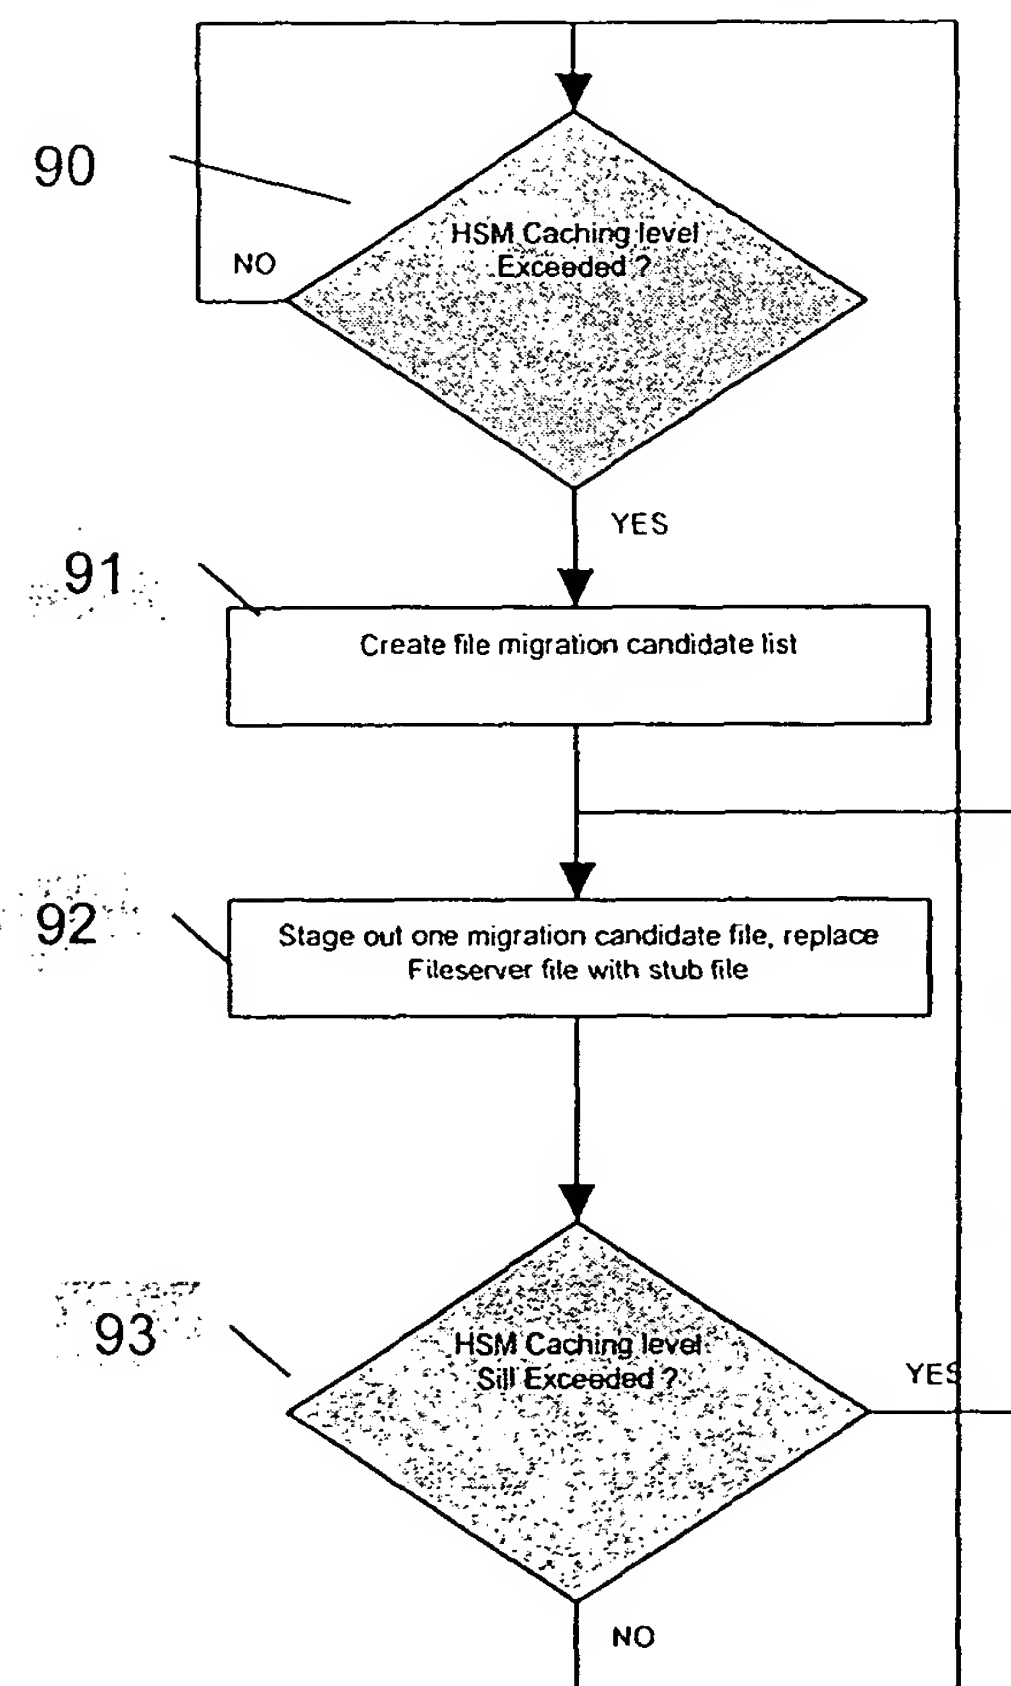 90
HSM Caching level
Exceeded ?
NO
YES
91
Create file migration candidate list
92
Stage out one migration candidate file, replace
Fileserver file with stub file
93
HSM Caching level
Sill Exceeded ?
YES
NO